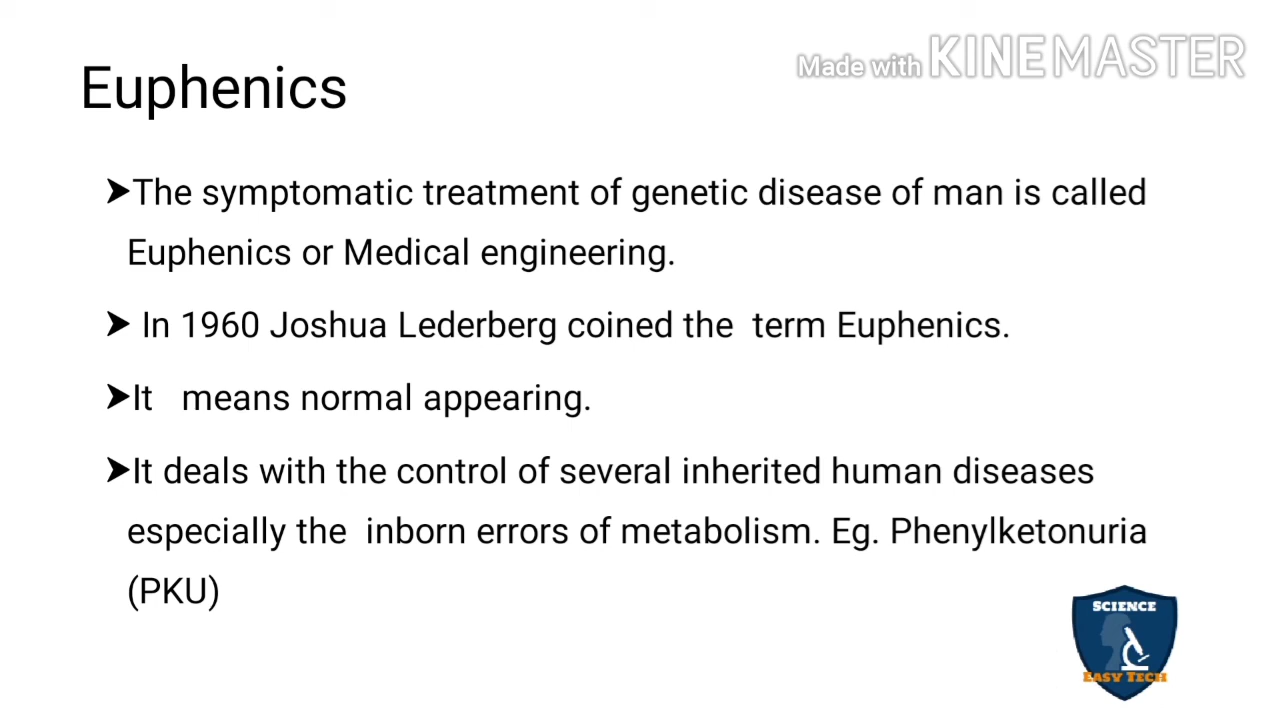 Made with KINEMASTER
Euphenics
➤The symptomatic treatment of genetic disease of man is called
Euphenics or Medical engineering.
➤ In 1960 Joshua Lederberg coined the  term Euphenics.
➤It   means normal appearing.
➤It deals with the control of several inherited human diseases
especially the  inborn errors of metabolism. Eg. Phenylketonuria
(PKU)
SCIENCE
EASY TECH